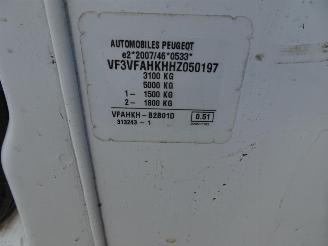 AUTOMOBILES PEUGEOT
e2*2007/46*0533*
VF3VFAHKHHZ050197
3100 KG
5000 KG
1- 1500 KG
2- 1800 KG
VFAHKH-B2B01D 0.51
313243 - 1